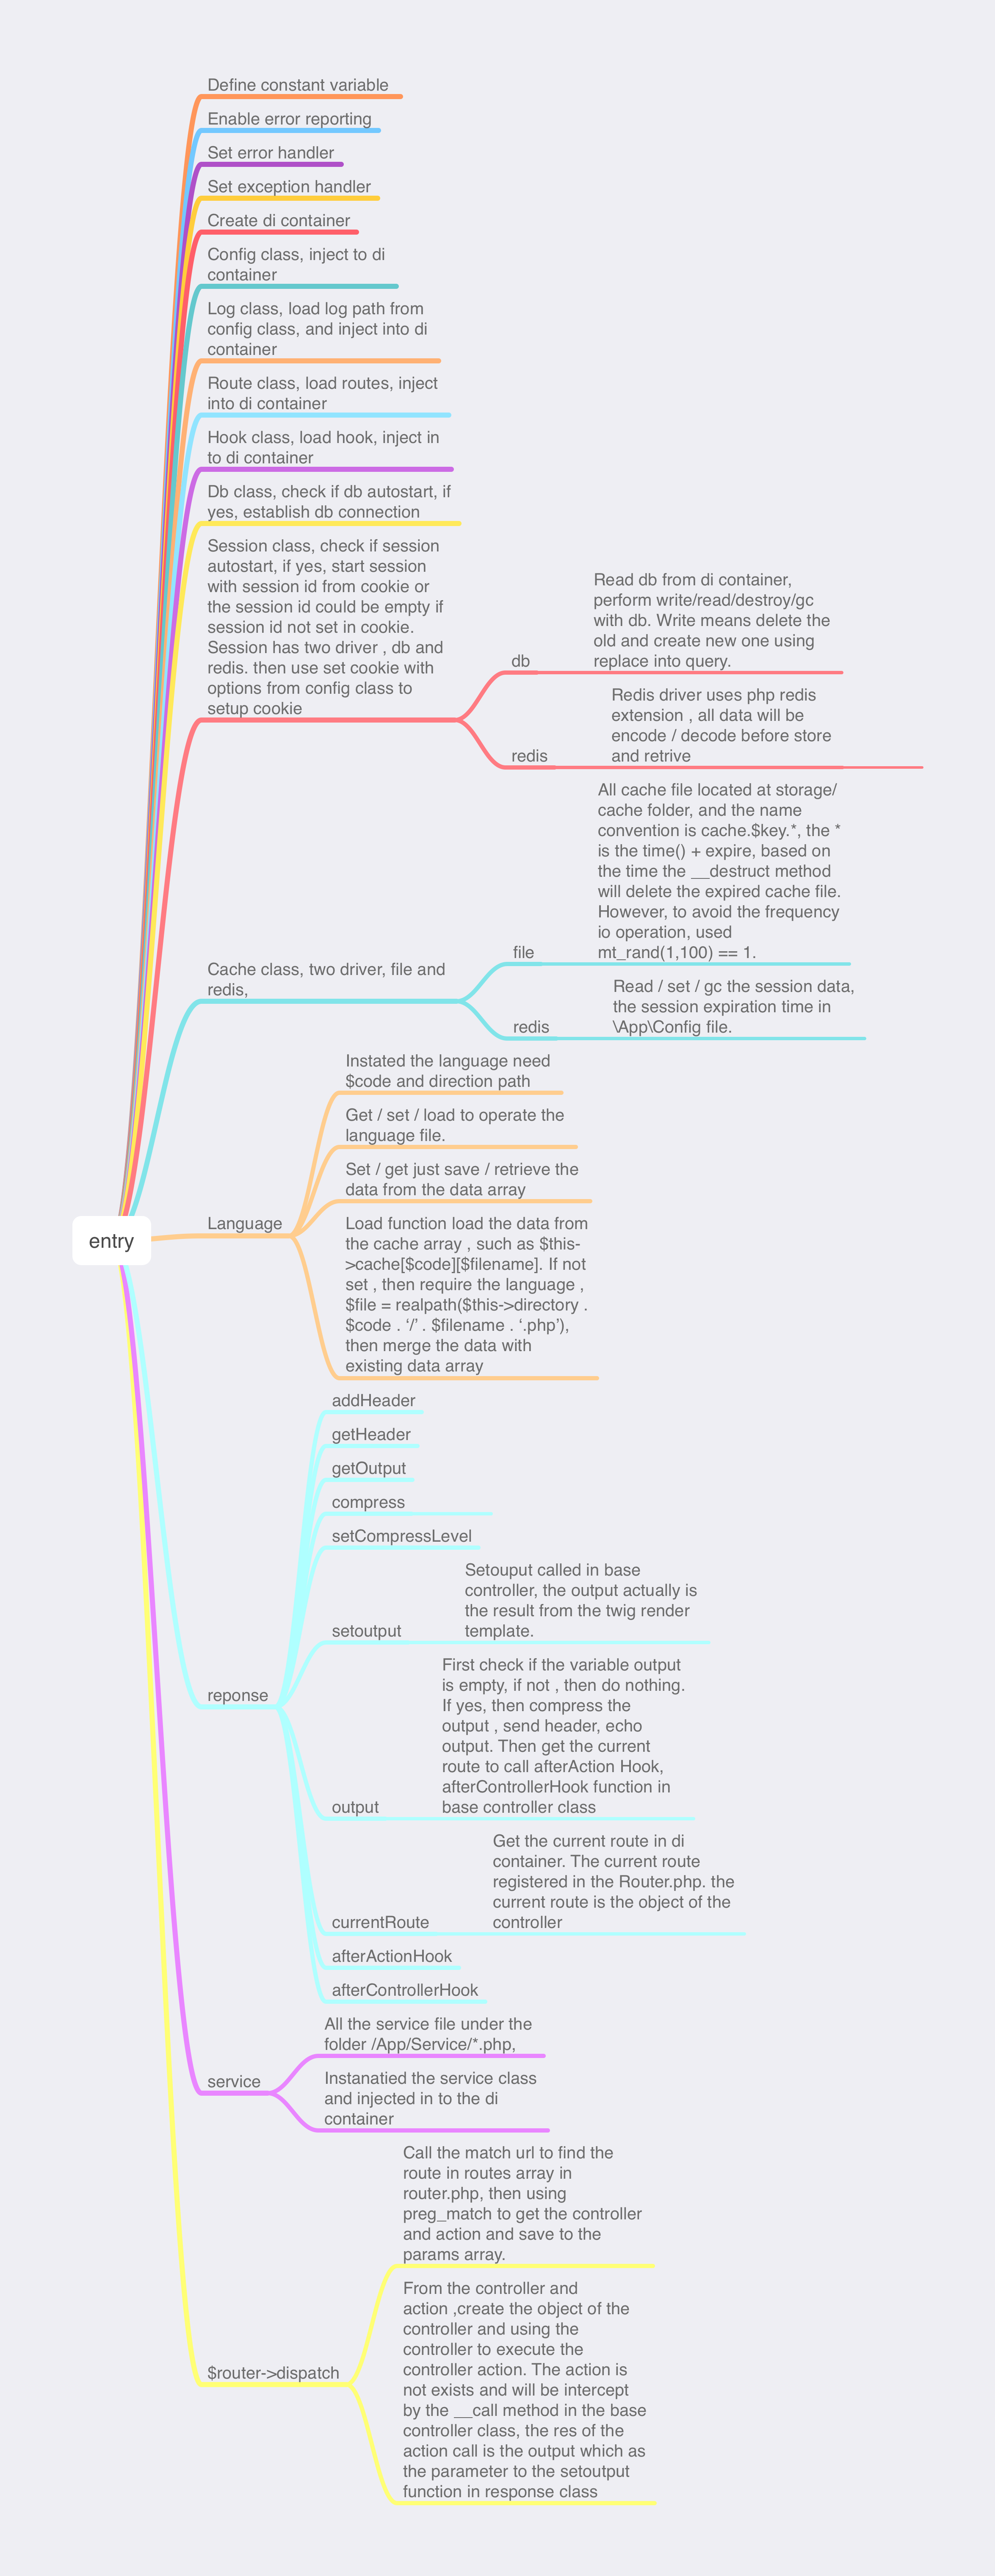 Define constant variable
Enable error reporting
Set error handler
Set exception handler
Create di container
Config class, inject to di
container
Log class, load log path from
config class, and inject into di
container
Route class, load routes, inject
into di container
Hook class, load hook, inject in
to di container
Db class, check if db autostart, if
yes, establish db connection
Session class, check if session
autostart, if yes, start session
with session id from cookie or
the session id could be empty if
session id not set in cookie.
Session has two driver , db and
redis. then use set cookie with
options from config class to
setup cookie
db
Read db from di container,
perform write/read/destroy/gc
with db. Write means delete the
old and create new one using
replace into query.
redis
Redis driver uses php redis
extension , all data will be
encode / decode before store
and retrive
Cache class, two driver, file and
redis,
file
All cache file located at storage/
cache folder, and the name
convention is cache.$key.*, the *
is the time() + expire, based on
the time the __destruct method
will delete the expired cache file.
However, to avoid the frequency
io operation, used
mt_rand(1,100) == 1.
redis
Read / set / gc the session data,
the session expiration time in
\App\Config file.
entry
Language
Instated the language need
$code and direction path
Get / set / load to operate the
language file.
Set / get just save / retrieve the
data from the data array
Load function load the data from
the cache array , such as $this-
>cache[$code][$filename]. If not
set , then require the language ,
$file = realpath($this->directory .
$code . ‘/’ . $filename . ‘.php’),
then merge the data with
existing data array
reponse
addHeader
getHeader
getOutput
compress
setCompressLevel
setoutput
Setouput called in base
controller, the output actually is
the result from the twig render
template.
output
First check if the variable output
is empty, if not , then do nothing.
If yes, then compress the
output , send header, echo
output. Then get the current
route to call afterAction Hook,
afterControllerHook function in
base controller class
currentRoute
Get the current route in di
container. The current route
registered in the Router.php. the
current route is the object of the
controller
afterActionHook
afterControllerHook
service
All the service file under the
folder /App/Service/*.php,
Instanatied the service class
and injected in to the di
container
$router->dispatch
Call the match url to find the
route in routes array in
router.php, then using
preg_match to get the controller
and action and save to the
params array.
From the controller and
action ,create the object of the
controller and using the
controller to execute the
controller action. The action is
not exists and will be intercept
by the __call method in the base
controller class, the res of the
action call is the output which as
the parameter to the setoutput
function in response class